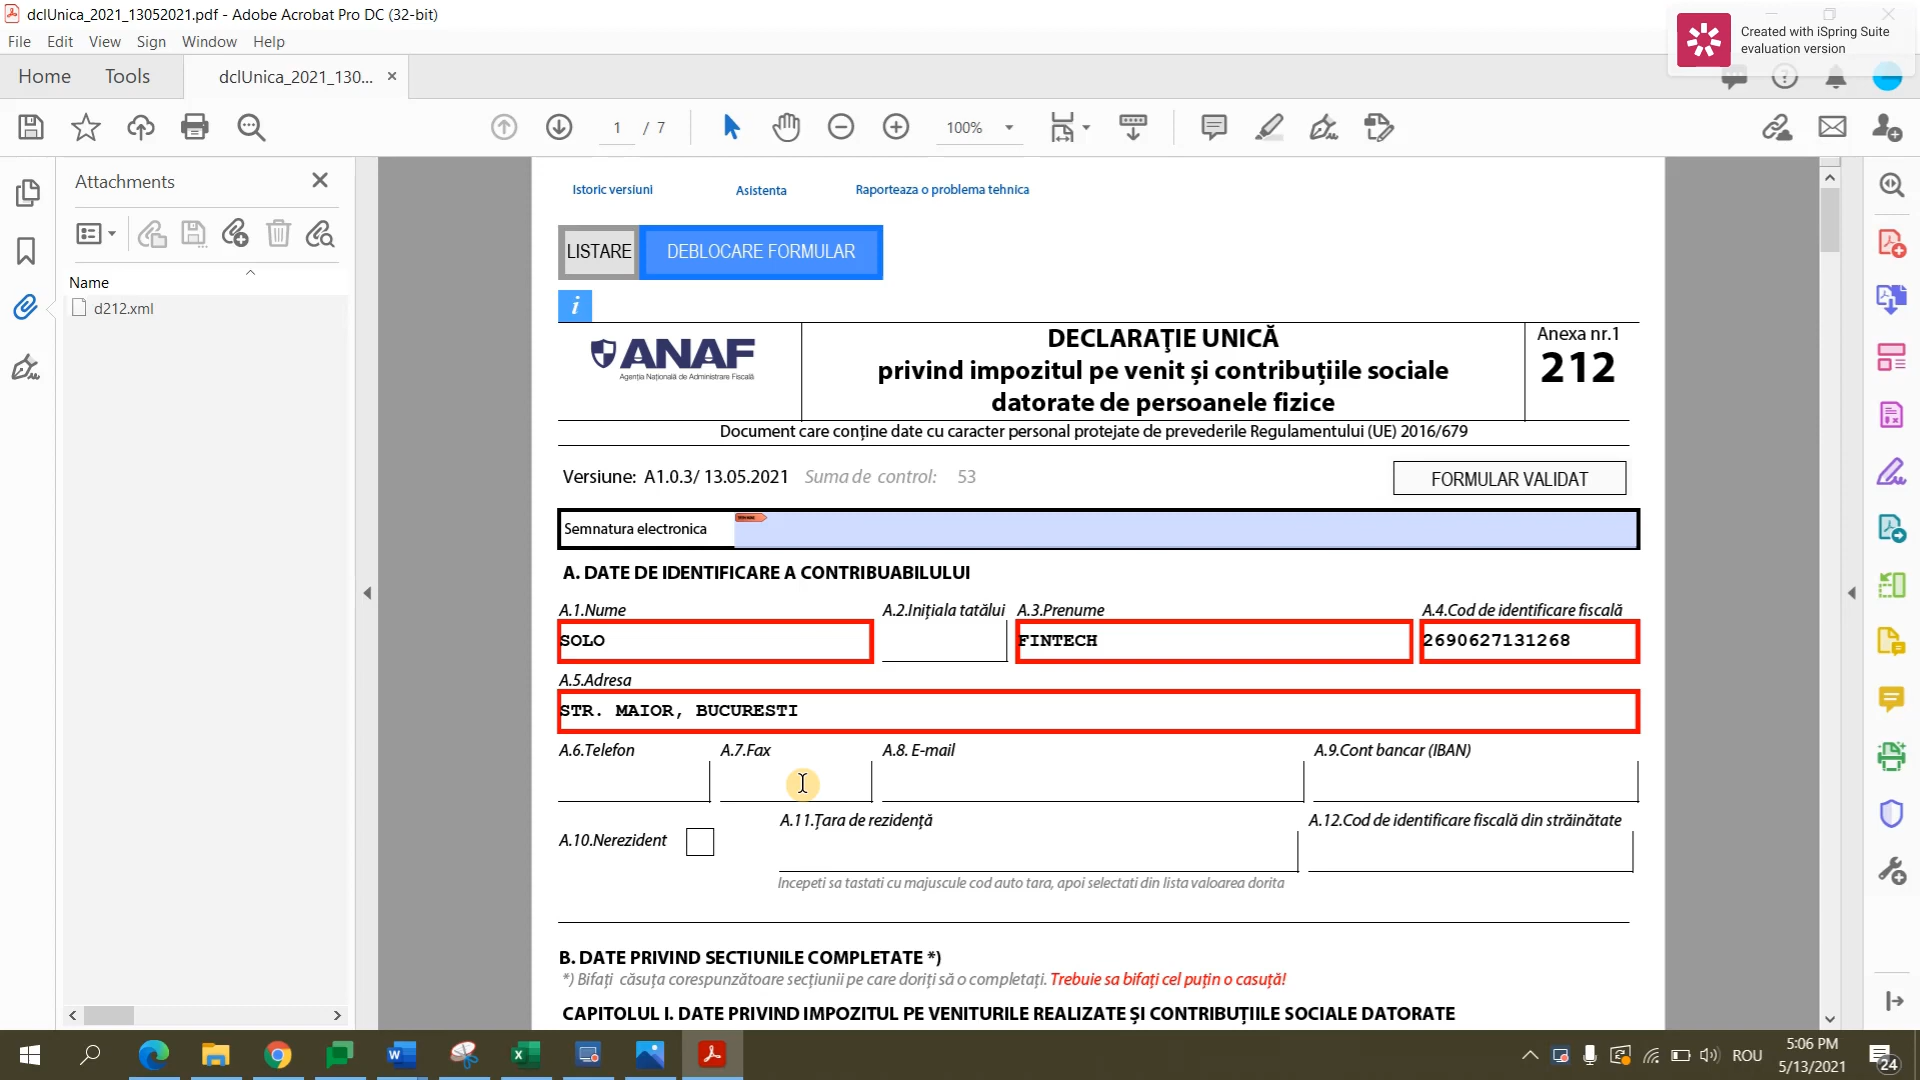 dclUnica_2021_13052021.pdf - Adobe Acrobat Pro DC (32-bit)
Created with iSpring Suite
evaluation version
File Edit View Sign Window Help
Home Tools dclUnica_2021_130... ×
1 / 7 100%
Attachments
Name
d212.xml
Istoric versiuni Asistenta Raporteaza o problema tehnica
LISTARE DEBLOCARE FORMULAR
i
ANAF
Agenția Națională de Administrare Fiscală
DECLARAŢIE UNICĂ
privind impozitul pe venit și contribuțiile sociale
datorate de persoanele fizice
Anexa nr.1
212
Document care conține date cu caracter personal protejate de prevederile Regulamentului (UE) 2016/679
Versiune: A1.0.3/ 13.05.2021 Suma de control: 53
FORMULAR VALIDAT
Semnatura electronica
A. DATE DE IDENTIFICARE A CONTRIBUABILULUI
A.1.Nume A.2.Inițiala tatălui A.3.Prenume A.4.Cod de identificare fiscală
SOLO FINTECH 2690627131268
A.5.Adresa
STR. MAIOR, BUCURESTI
A.6.Telefon A.7.Fax A.8. E-mail A.9.Cont bancar (IBAN)
A.10.Nerezident A.11.Țara de rezidență A.12.Cod de identificare fiscală din străinătate
Incepeti sa tastati cu majuscule cod auto tara, apoi selectati din lista valoarea dorita
B. DATE PRIVIND SECTIUNILE COMPLETATE *)
*) Bifați căsuța corespunzătoare secțiunii pe care doriți să o completați. Trebuie sa bifați cel puțin o casuță!
CAPITOLUL I. DATE PRIVIND IMPOZITUL PE VENITURILE REALIZATE ȘI CONTRIBUȚIILE SOCIALE DATORATE
ROU
5:06 PM
5/13/2021
24